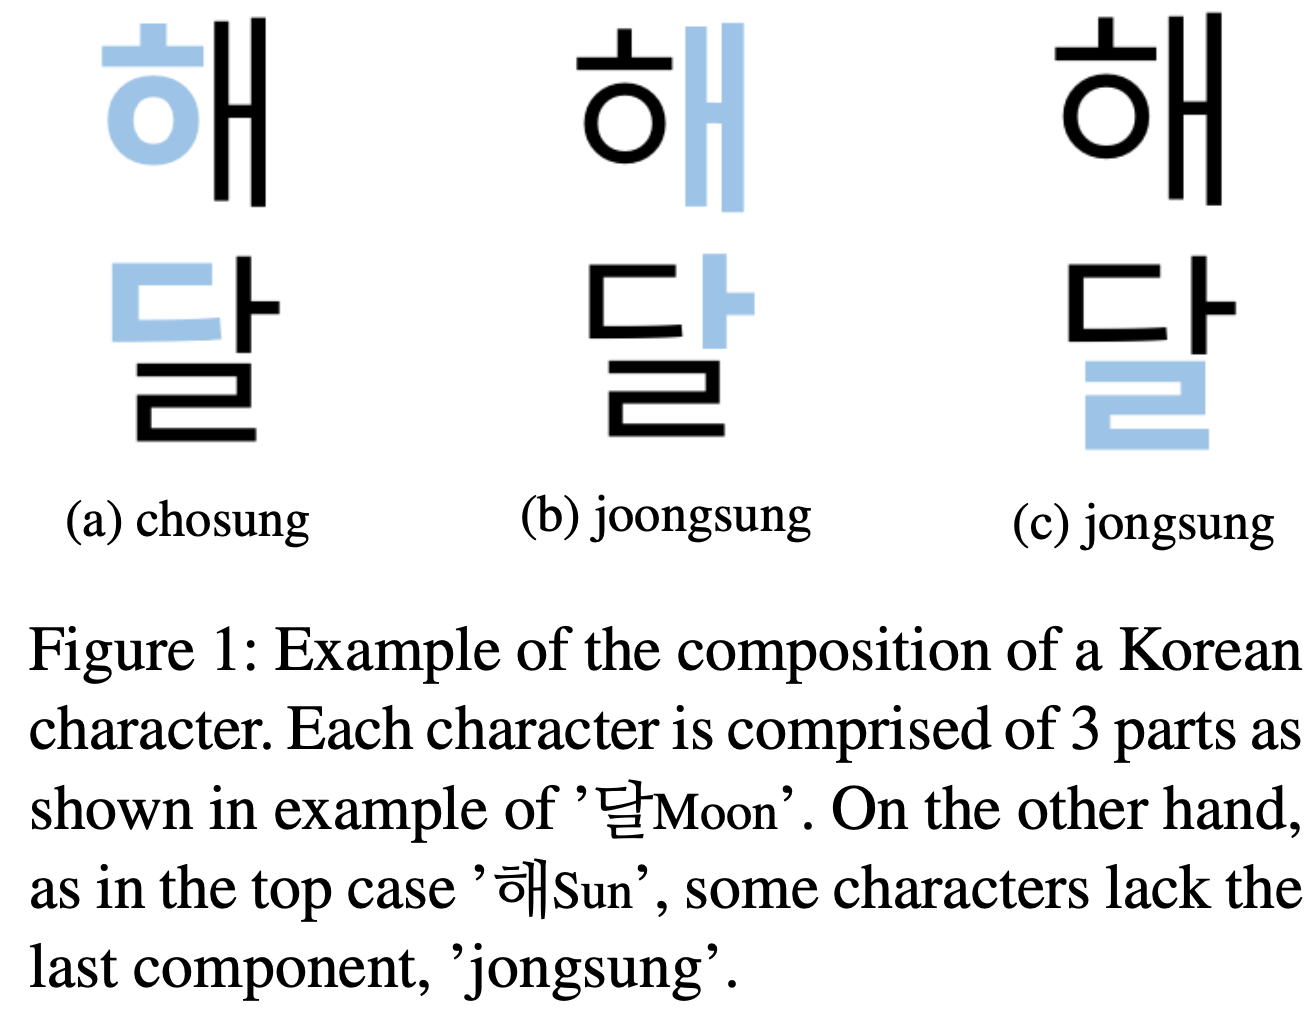 해 해 해
달 달 달
(a) chosung (b) joongsung (c) jongsung
Figure 1: Example of the composition of a Korean
character. Each character is comprised of 3 parts as
shown in example of ’달Moon’. On the other hand,
as in the top case ’해Sun’, some characters lack the
last component, ’jongsung’.